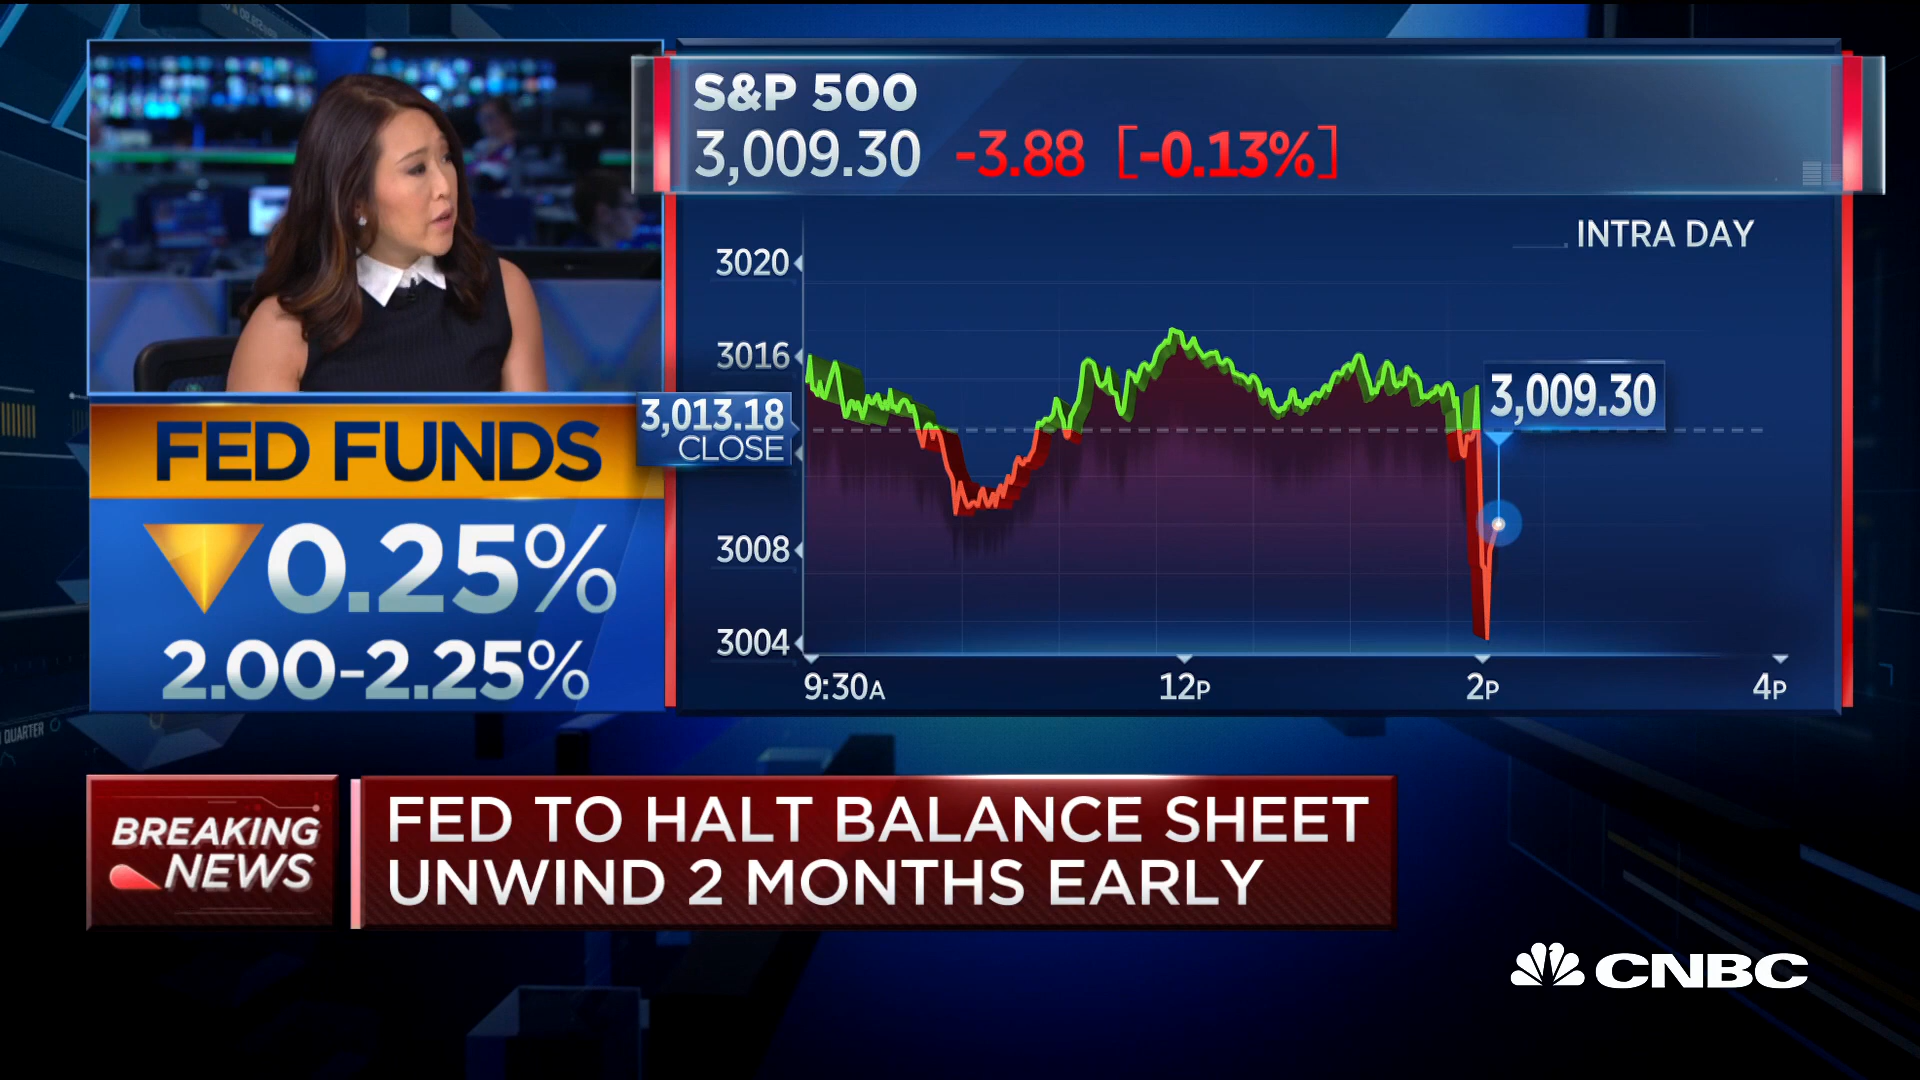 S&P 500
3,009.30 -3.88 [-0.13%]
INTRA DAY
3020
3016
3,013.18
CLOSE
3008
3004
3,009.30
9:30A 12P 2P 4P
FED FUNDS
0.25%
2.00-2.25%
QUARTER
BREAKING
NEWS
FED TO HALT BALANCE SHEET
UNWIND 2 MONTHS EARLY
CNBC